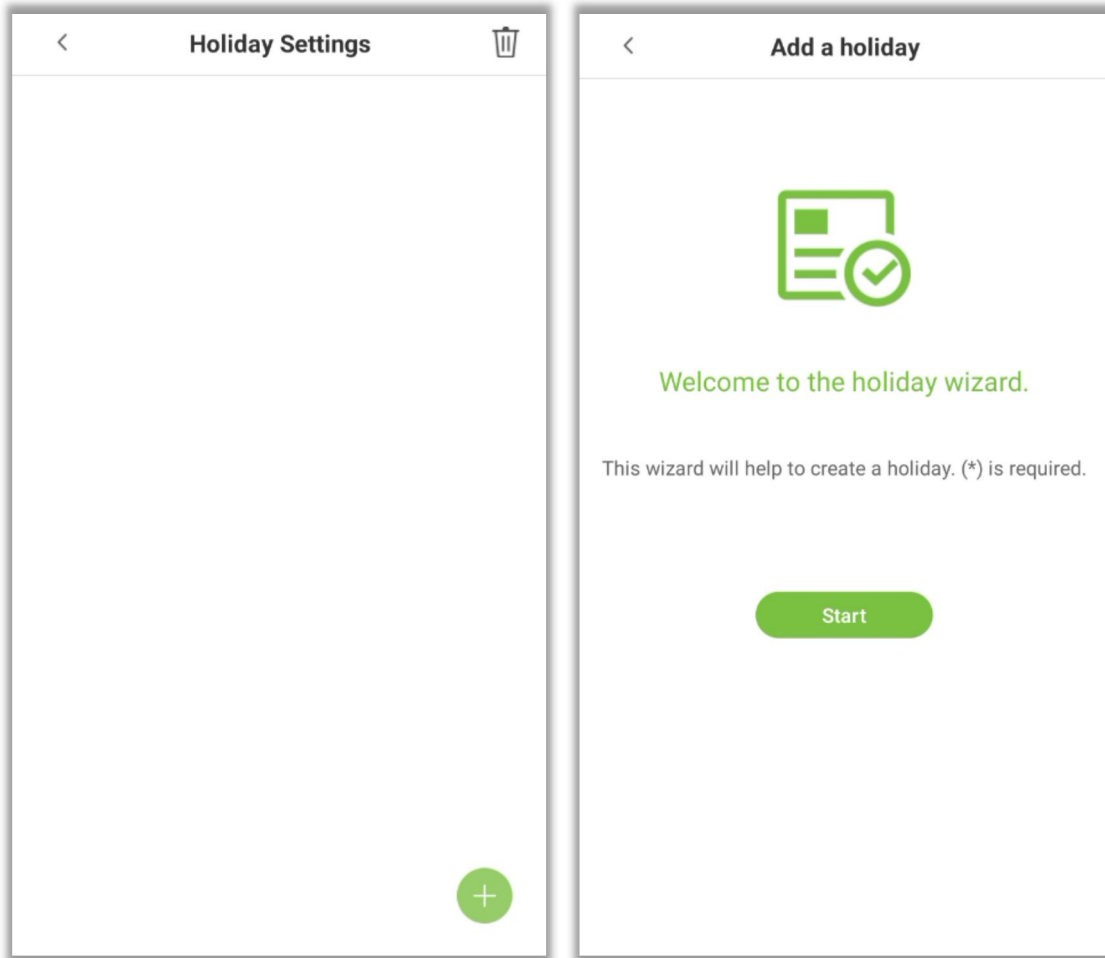 Holiday Settings
Add a holiday
Welcome to the holiday wizard.
This wizard will help to create a holiday. (*) is required.
Start